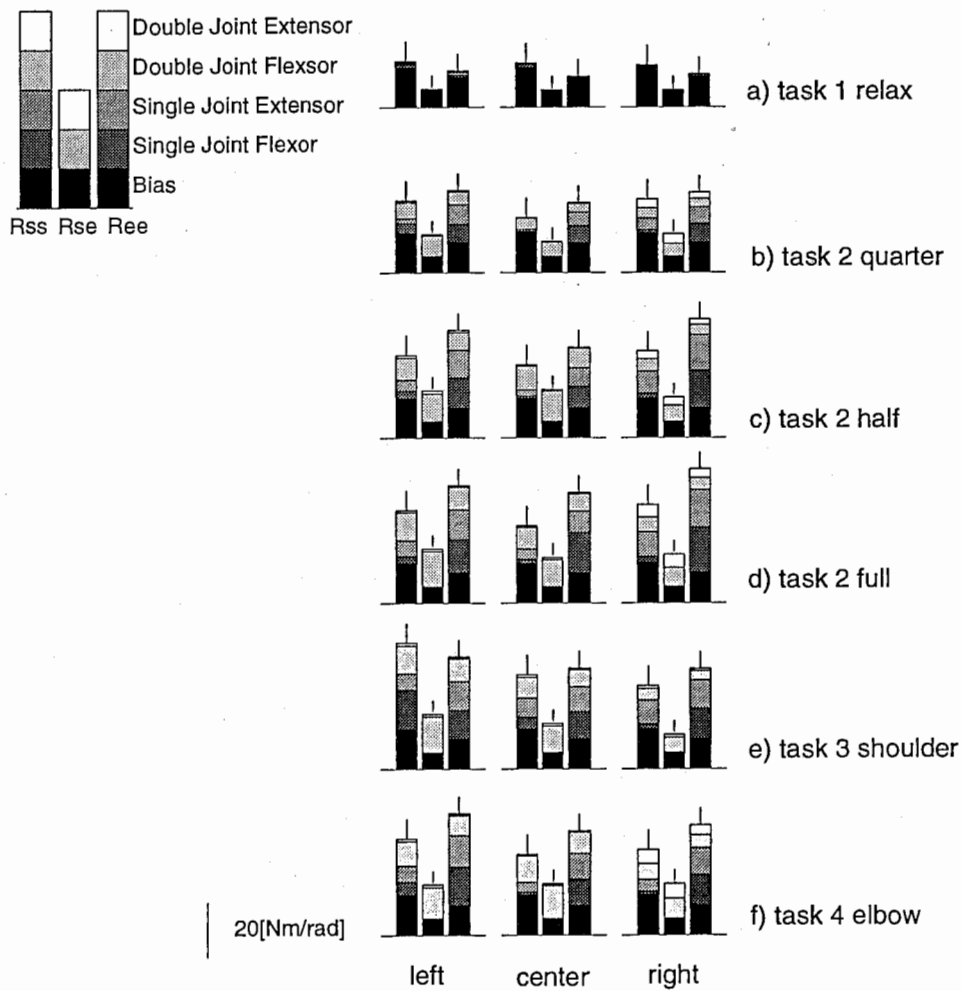 Double Joint Extensor
Double Joint Flexsor
Single Joint Extensor
Single Joint Flexor
Bias
Rss Rse Ree
a) task 1 relax
b) task 2 quarter
c) task 2 half
d) task 2 full
e) task 3 shoulder
f) task 4 elbow
20[Nm/rad]
left center right